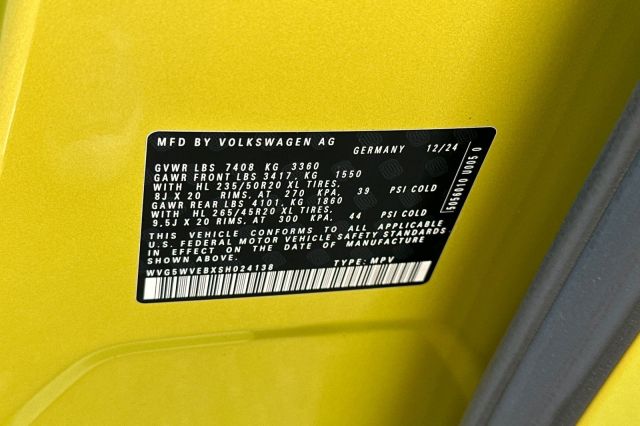 MFD BY VOLKSWAGEN AG GERMANY 12/24
GVWR LBS 7408 KG 3360
GAWR FRONT LBS 3417, KG 1550
WITH HL 235/50R20 XL TIRES,
8J X 20 RIMS, AT 270 KPA. 39 PSI COLD
GAWR REAR LBS 4101, KG 1860
WITH HL 265/45R20 XL TIRES,
9,5J X 20 RIMS, AT 300 KPA. 44 PSI COLD
THIS VEHICLE CONFORMS TO ALL APPLICABLE
U.S. FEDERAL MOTOR VEHICLE SAFETY STANDARDS
IN EFFECT ON THE DATE OF MANUFACTURE
SHOWN ABOVE.
WVG5WVEBXSH024138 TYPE: MPV
5056010 U005 0